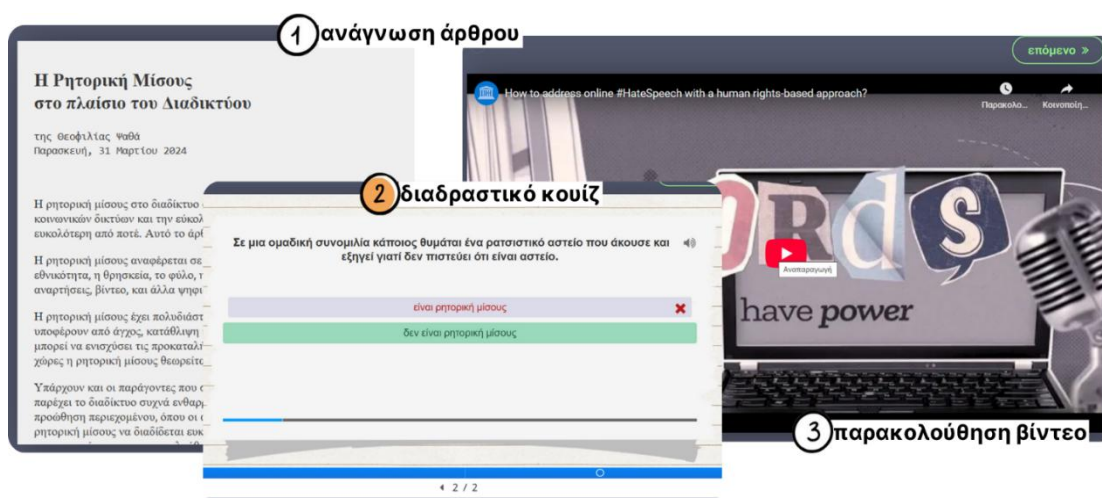 1 ανάγνωση άρθρου
Η Ρητορική Μίσους
στο πλαίσιο του Διαδικτύου
της Θεοφιλίας Ψαθά
Παρασκευή, 31 Μαρτίου 2024
Η ρητορική μίσους στο διαδίκτυο
κοινωνικών δικτύων και την εύκολ
ευκολότερη από ποτέ. Αυτό το άρθ
Η ρητορική μίσους αναφέρεται σε
εθνικότητα, η θρησκεία, το φύλο,
αναρτήσεις, βίντεο, και άλλα ψηφι
Η ρητορική μίσους έχει πολυδιάστ
υποφέρουν από άγχος, κατάθλιψη
μπορεί να ενισχύσει τις προκαταλή
χώρες η ρητορική μίσους θεωρείτα
Υπάρχουν και οι παράγοντες που
παρέχει το διαδίκτυο συχνά ενθαρρ
προώθηση περιεχομένου, όπου οι
ρητορική μίσους να διαδίδεται ευκ
2 διαδραστικό κουίζ
Σε μια ομαδική συνομιλία κάποιος θυμάται ένα ρατσιστικό αστείο που άκουσε και
εξηγεί γιατί δεν πιστεύει ότι είναι αστείο.
είναι ρητορική μίσους
δεν είναι ρητορική μίσους
2 / 2
επόμενο »
How to address online #HateSpeech with a human rights-based approach?
Παρακολο...
Κοινοποίη...
ORdS
Αναπαραγωγή
have power
3 παρακολούθηση βίντεο